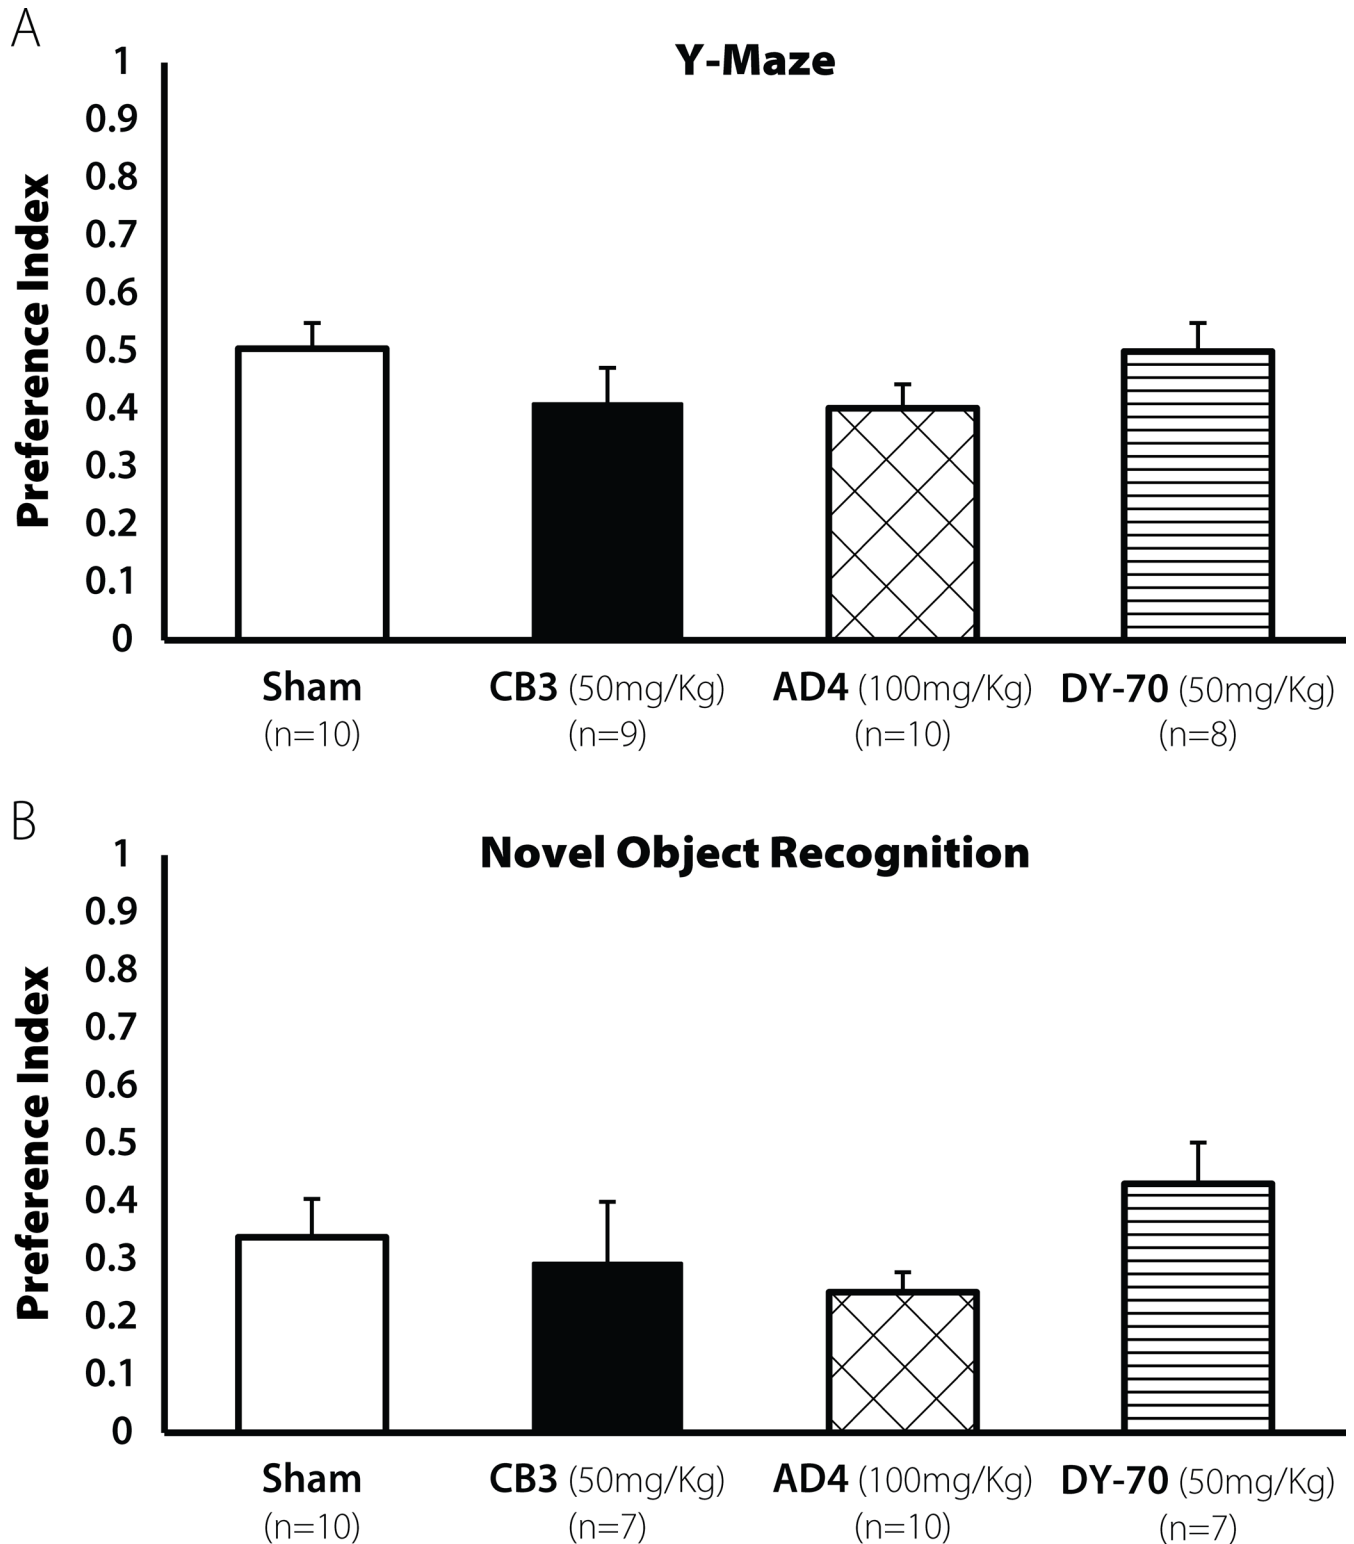 A
Y-Maze
Preference Index
1
0.9
0.8
0.7
0.6
0.5
0.4
0.3
0.2
0.1
0
Sham CB3 (50mg/Kg) AD4 (100mg/Kg) DY-70 (50mg/Kg)
(n=10) (n=9) (n=10) (n=8)
B
Novel Object Recognition
Preference Index
1
0.9
0.8
0.7
0.6
0.5
0.4
0.3
0.2
0.1
0
Sham CB3 (50mg/Kg) AD4 (100mg/Kg) DY-70 (50mg/Kg)
(n=10) (n=7) (n=10) (n=7)